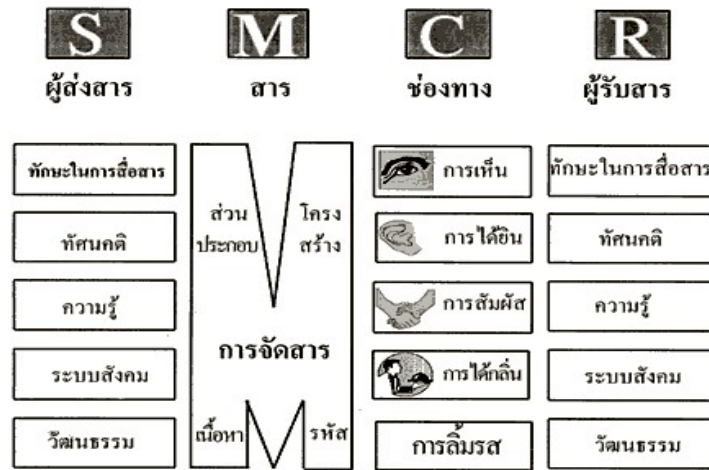 S M C R
ผู้ส่งสาร สาร ช่องทาง ผู้รับสาร
ทักษะในการสื่อสาร
ทัศนคติ
ความรู้
ระบบสังคม
วัฒนธรรม
ส่วน
ประกอบ
โครง
สร้าง
การจัดสาร
เนื้อหา
รหัส
การเห็น
การได้ยิน
การสัมผัส
การได้กลิ่น
การลิ้มรส
ทักษะในการสื่อสาร
ทัศนคติ
ความรู้
ระบบสังคม
วัฒนธรรม